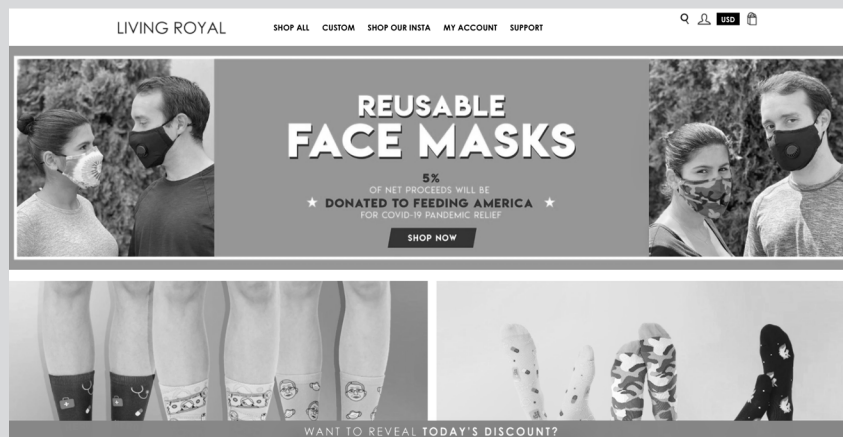 LIVING ROYAL
SHOP ALL CUSTOM SHOP OUR INSTA MY ACCOUNT SUPPORT
USD
REUSABLE
FACE MASKS
5%
OF NET PROCEEDS WILL BE
DONATED TO FEEDING AMERICA
FOR COVID-19 PANDEMIC RELIEF
SHOP NOW
WANT TO REVEAL TODAY'S DISCOUNT?